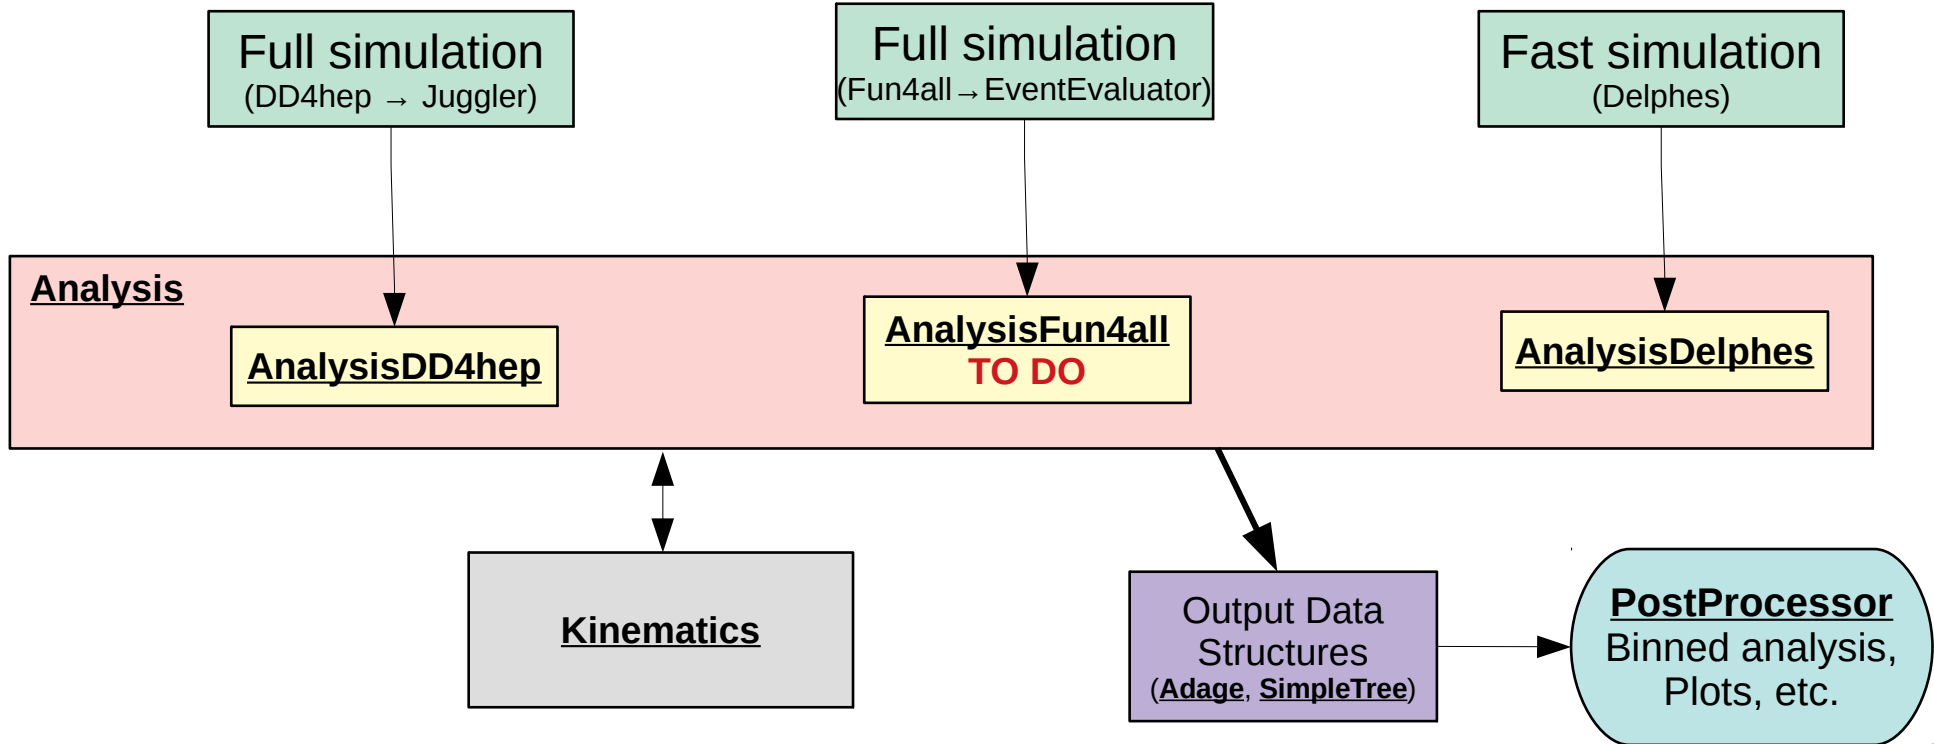 Full simulation
(DD4hep → Juggler)
Full simulation
(Fun4all→EventEvaluator)
Fast simulation
(Delphes)
Analysis
AnalysisDD4hep
AnalysisFun4all
TO DO
AnalysisDelphes
Kinematics
Output Data
Structures
(Adage, SimpleTree)
PostProcessor
Binned analysis,
Plots, etc.